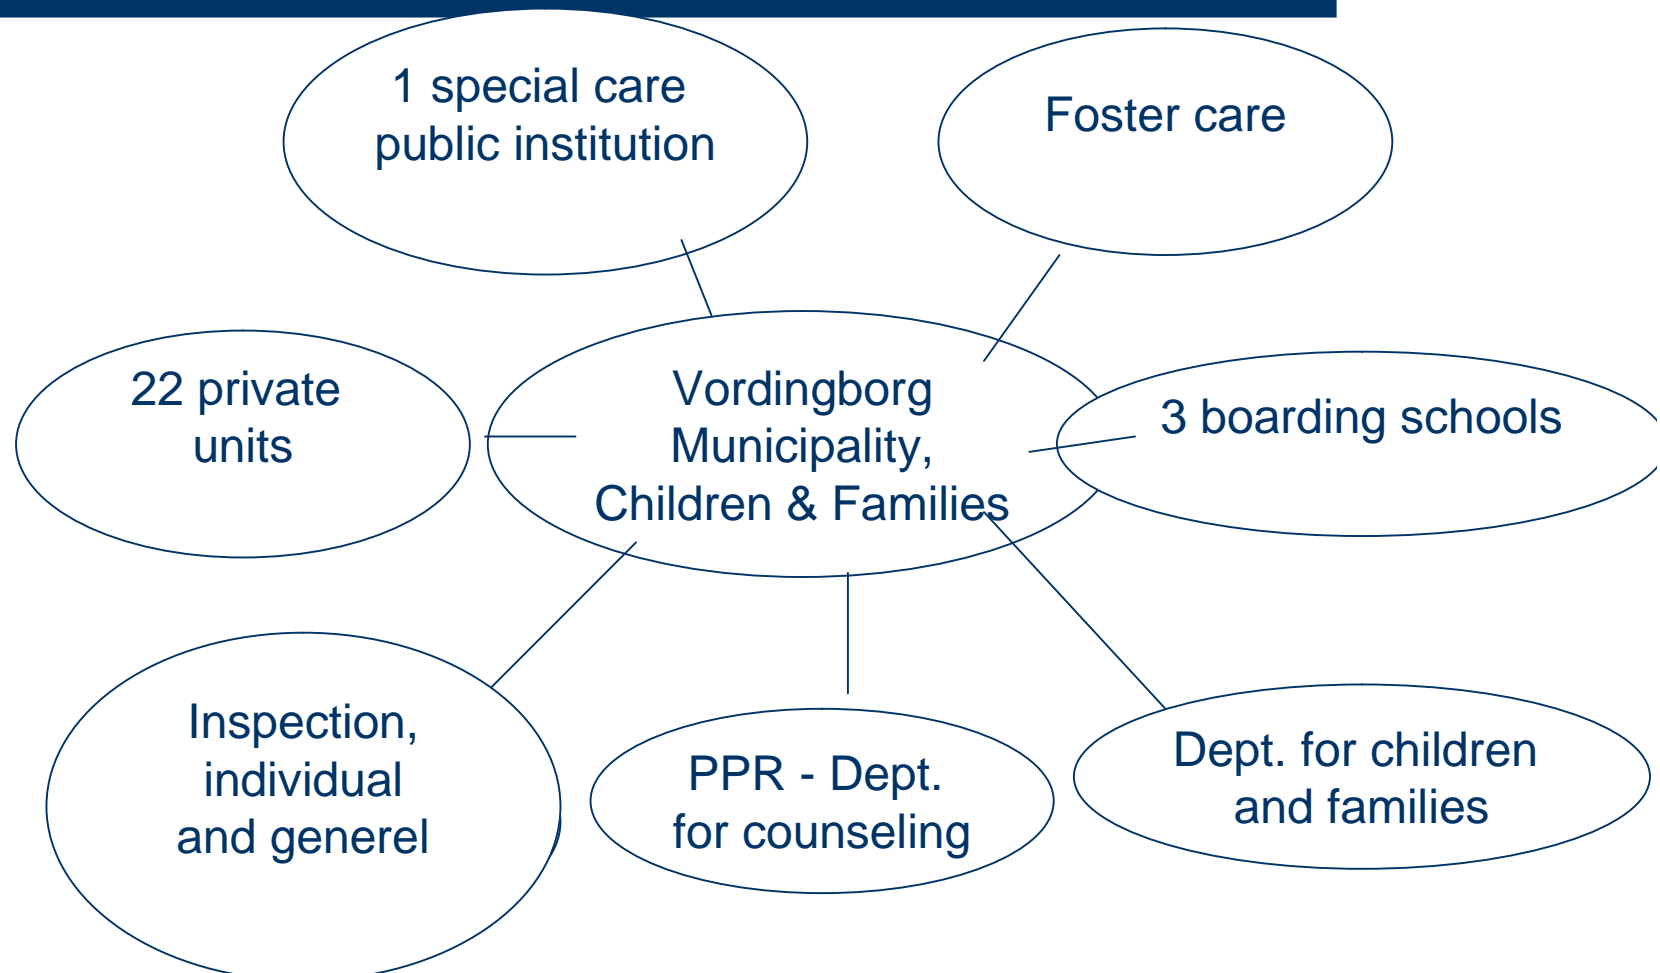 1 special care
public institution
Foster care
22 private
units
Vordingborg
Municipality,
Children & Families
3 boarding schools
Inspection,
individual
and generel
PPR - Dept.
for counseling
Dept. for children
and families